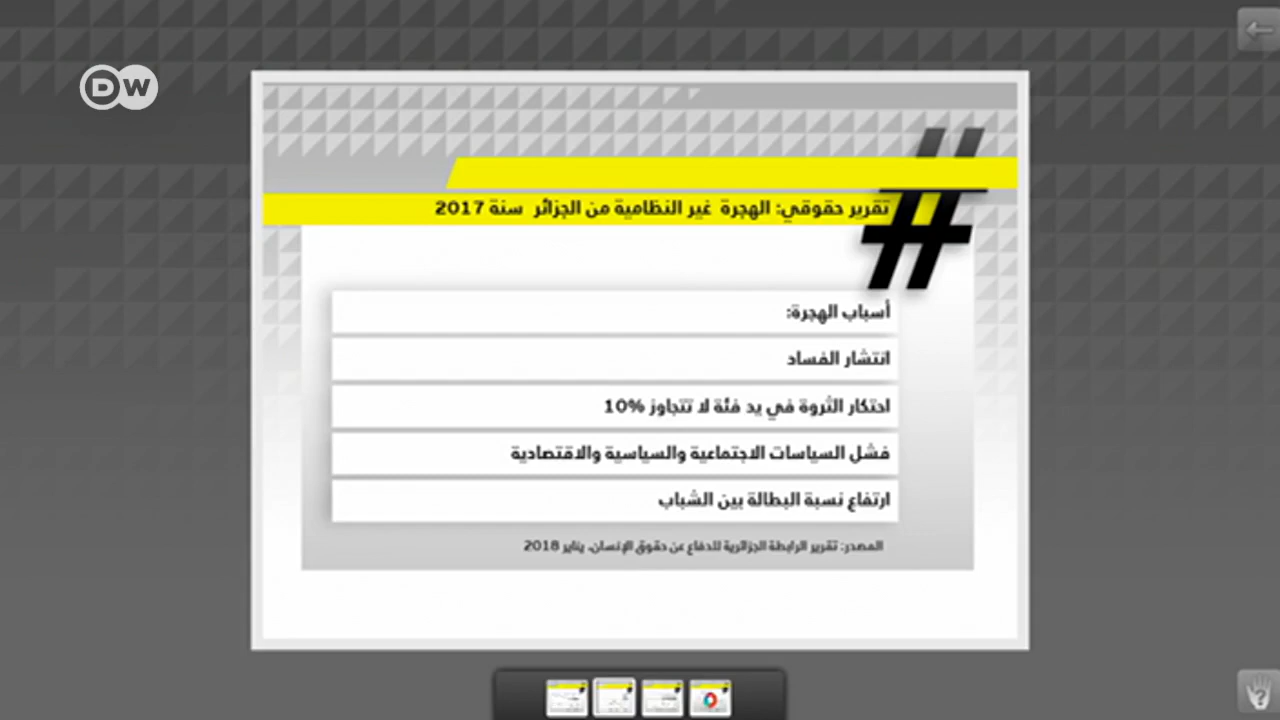 DW
#
تقرير حقوقي: الهجرة غير النظامية من الجزائر سنة 2017
أسباب الهجرة:
انتشار الفساد
احتكار الثروة في يد فئة لا تتجاوز 10%
فشل السياسات الاجتماعية والسياسية والاقتصادية
ارتفاع نسبة البطالة بين الشباب
المصدر: تقرير الرابطة الجزائرية للدفاع عن حقوق الإنسان، يناير 2018
?